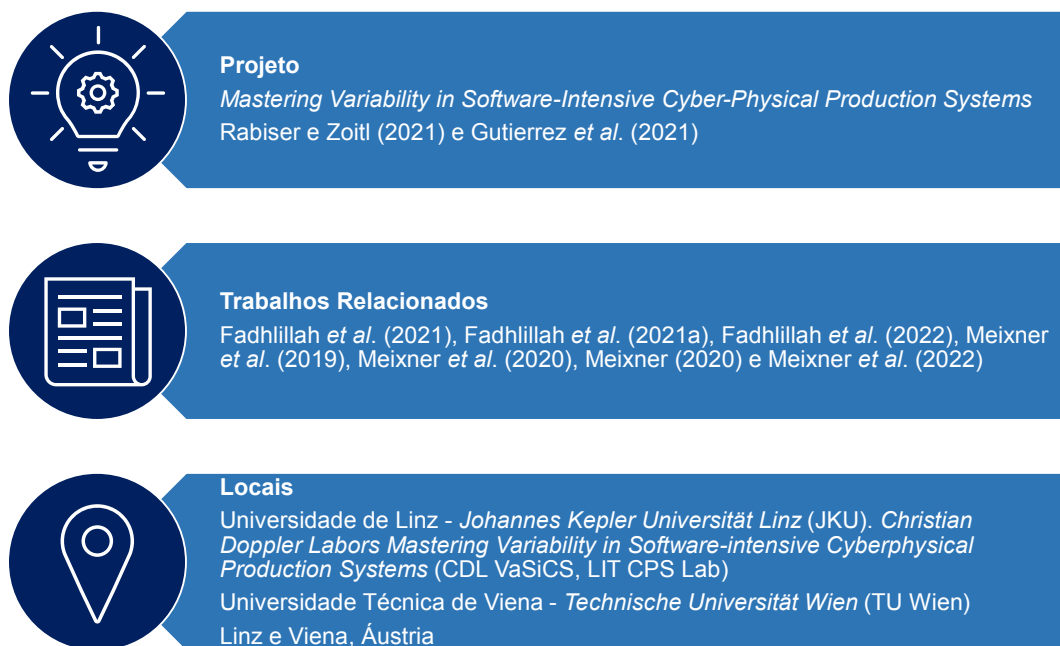 Projeto
Mastering Variability in Software-Intensive Cyber-Physical Production Systems
Rabiser e Zoitl (2021) e Gutierrez et al. (2021)
Trabalhos Relacionados
Fadhlillah et al. (2021), Fadhlillah et al. (2021a), Fadhlillah et al. (2022), Meixner
et al. (2019), Meixner et al. (2020), Meixner (2020) e Meixner et al. (2022)
Locais
Universidade de Linz - Johannes Kepler Universität Linz (JKU). Christian
Doppler Labors Mastering Variability in Software-intensive Cyberphysical
Production Systems (CDL VaSiCS, LIT CPS Lab)
Universidade Técnica de Viena - Technische Universität Wien (TU Wien)
Linz e Viena, Áustria